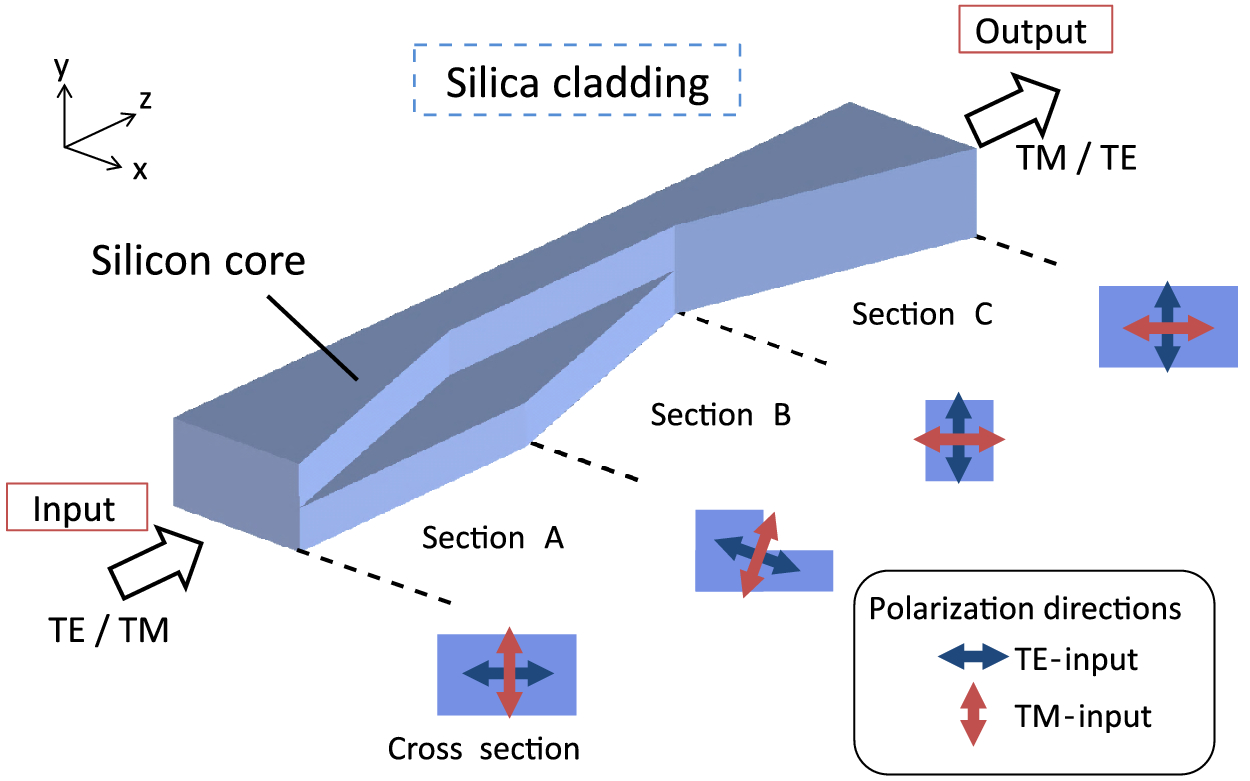 Output
Silica cladding
y
z
x
TM / TE
Silicon core
Section C
Section B
Input
Section A
TE / TM
Polarization directions
TE-input
TM-input
Cross section